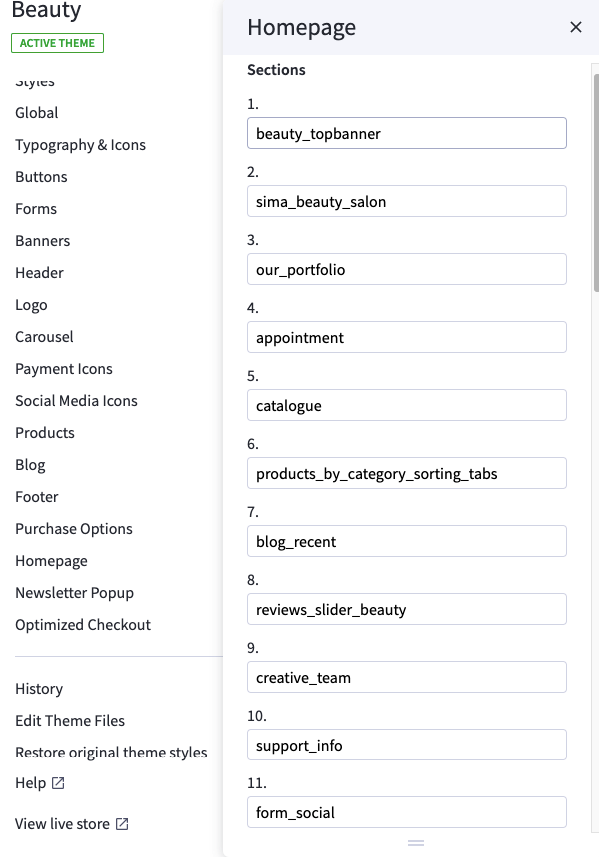 Beauty
ACTIVE THEME
Styles
Global
Typography & Icons
Buttons
Forms
Banners
Header
Logo
Carousel
Payment Icons
Social Media Icons
Products
Blog
Footer
Purchase Options
Homepage
Newsletter Popup
Optimized Checkout
History
Edit Theme Files
Restore original theme styles
Help
View live store
Homepage
Sections
1.
beauty_topbanner
2.
sima_beauty_salon
3.
our_portfolio
4.
appointment
5.
catalogue
6.
products_by_category_sorting_tabs
7.
blog_recent
8.
reviews_slider_beauty
9.
creative_team
10.
support_info
11.
form_social